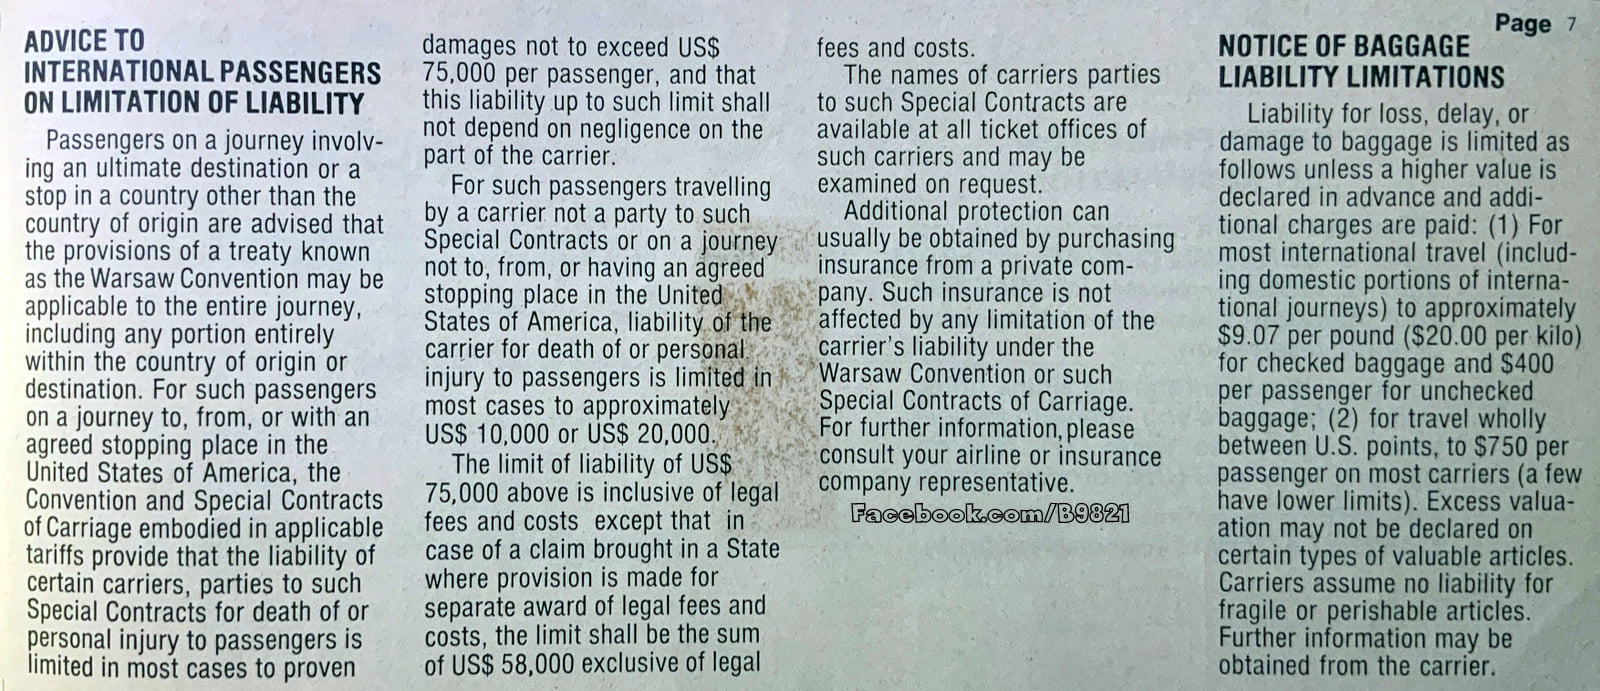 ADVICE TO
INTERNATIONAL PASSENGERS
ON LIMITATION OF LIABILITY
Passengers on a journey involv-
ing an ultimate destination or a
stop in a country other than the
country of origin are advised that
the provisions of a treaty known
as the Warsaw Convention may be
applicable to the entire journey,
including any portion entirely
within the country of origin or
destination. For such passengers
on a journey to, from, or with an
agreed stopping place in the
United States of America, the
Convention and Special Contracts
of Carriage embodied in applicable
tariffs provide that the liability of
certain carriers, parties to such
Special Contracts for death of or
personal injury to passengers is
limited in most cases to proven
damages not to exceed US$
75,000 per passenger, and that
this liability up to such limit shall
not depend on negligence on the
part of the carrier.
For such passengers travelling
by a carrier not a party to such
Special Contracts or on a journey
not to, from, or having an agreed
stopping place in the United
States of America, liability of the
carrier for death of or personal
injury to passengers is limited in
most cases to approximately
US$ 10,000 or US$ 20,000.
The limit of liability of US$
75,000 above is inclusive of legal
fees and costs except that in
case of a claim brought in a State
where provision is made for
separate award of legal fees and
costs, the limit shall be the sum
of US$ 58,000 exclusive of legal
fees and costs.
The names of carriers parties
to such Special Contracts are
available at all ticket offices of
such carriers and may be
examined on request.
Additional protection can
usually be obtained by purchasing
insurance from a private com-
pany. Such insurance is not
affected by any limitation of the
carrier's liability under the
Warsaw Convention or such
Special Contracts of Carriage.
For further information, please
consult your airline or insurance
company representative.
Facebook.com/B9821
Page 7
NOTICE OF BAGGAGE
LIABILITY LIMITATIONS
Liability for loss, delay, or
damage to baggage is limited as
follows unless a higher value is
declared in advance and addi-
tional charges are paid: (1) For
most international travel (includ-
ing domestic portions of interna-
tional journeys) to approximately
$9.07 per pound ($20.00 per kilo)
for checked baggage and $400
per passenger for unchecked
baggage; (2) for travel wholly
between U.S. points, to $750 per
passenger on most carriers (a few
have lower limits). Excess valua-
ation may not be declared on
certain types of valuable articles.
Carriers assume no liability for
fragile or perishable articles.
Further information may be
obtained from the carrier.